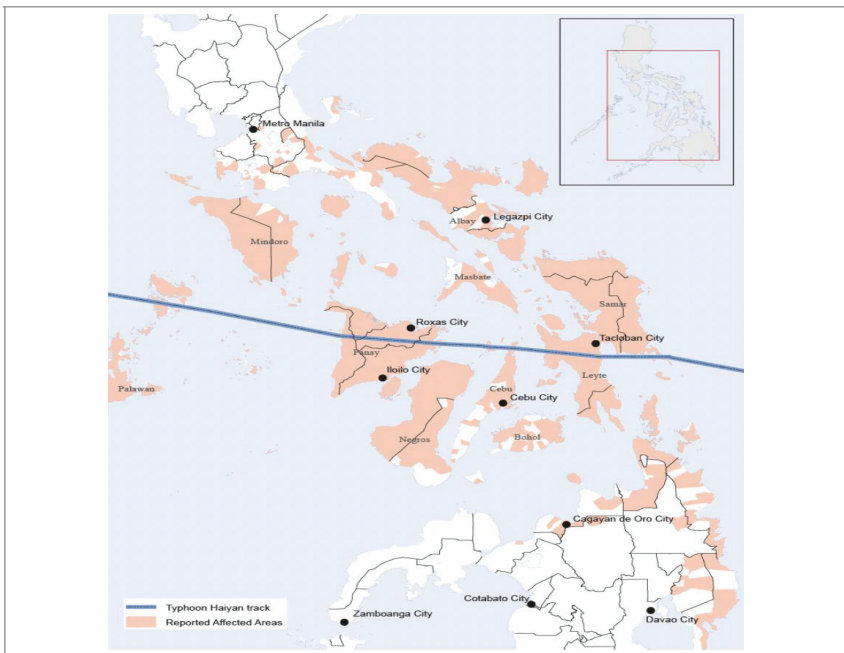 Metro Manila
Legazpi City
Albay
Mindoro
Masbate
Samar
Roxas City
Tacloban City
Panay
Iloilo City
Leyte
Palawan
Cebu
Cebu City
Negros
Bohol
Cagayan de Oro City
Cotabato City
Typhoon Haiyan track
Zamboanga City
Davao City
Reported Affected Areas